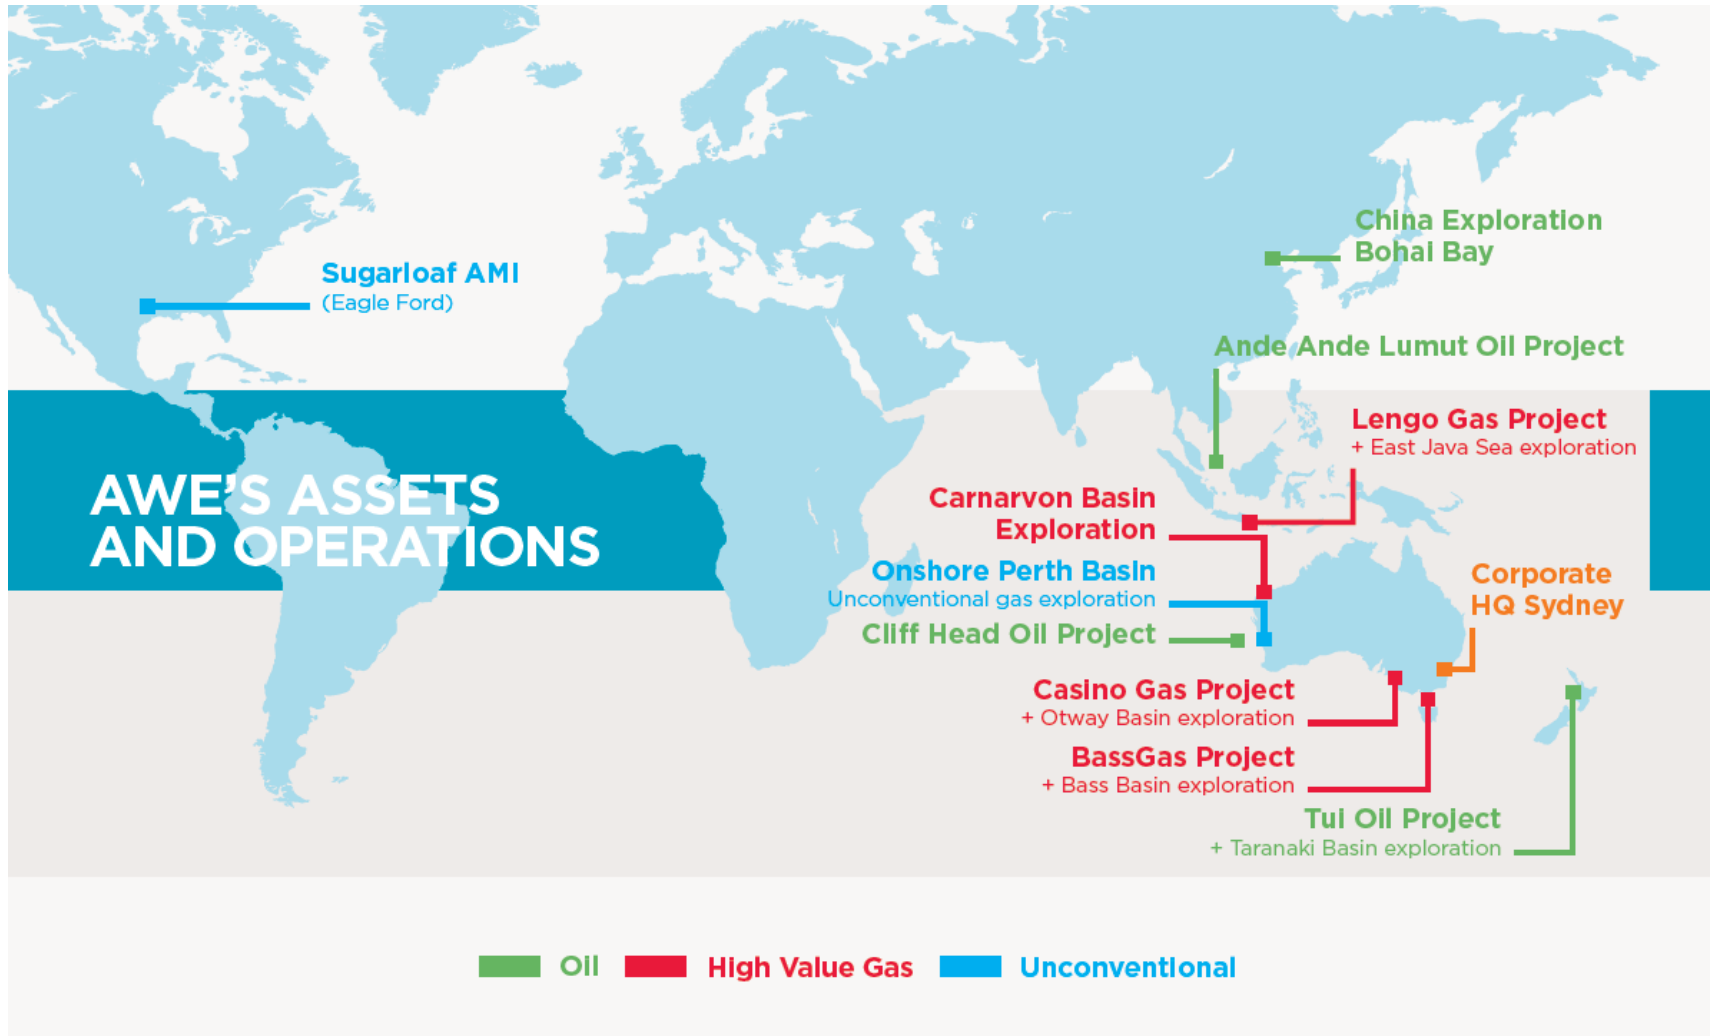 China Exploration
Bohai Bay
Sugarloaf AMI
(Eagle Ford)
Ande Ande Lumut Oil Project
Lengo Gas Project
+ East Java Sea exploration
AWE'S ASSETS
AND OPERATIONS
Carnarvon Basin
Exploration
Onshore Perth Basin
Unconventional gas exploration
Cliff Head Oil Project
Corporate
HQ Sydney
Casino Gas Project
+ Otway Basin exploration
BassGas Project
+ Bass Basin exploration
Tui Oil Project
+ Taranaki Basin exploration
Oil
High Value Gas
Unconventional